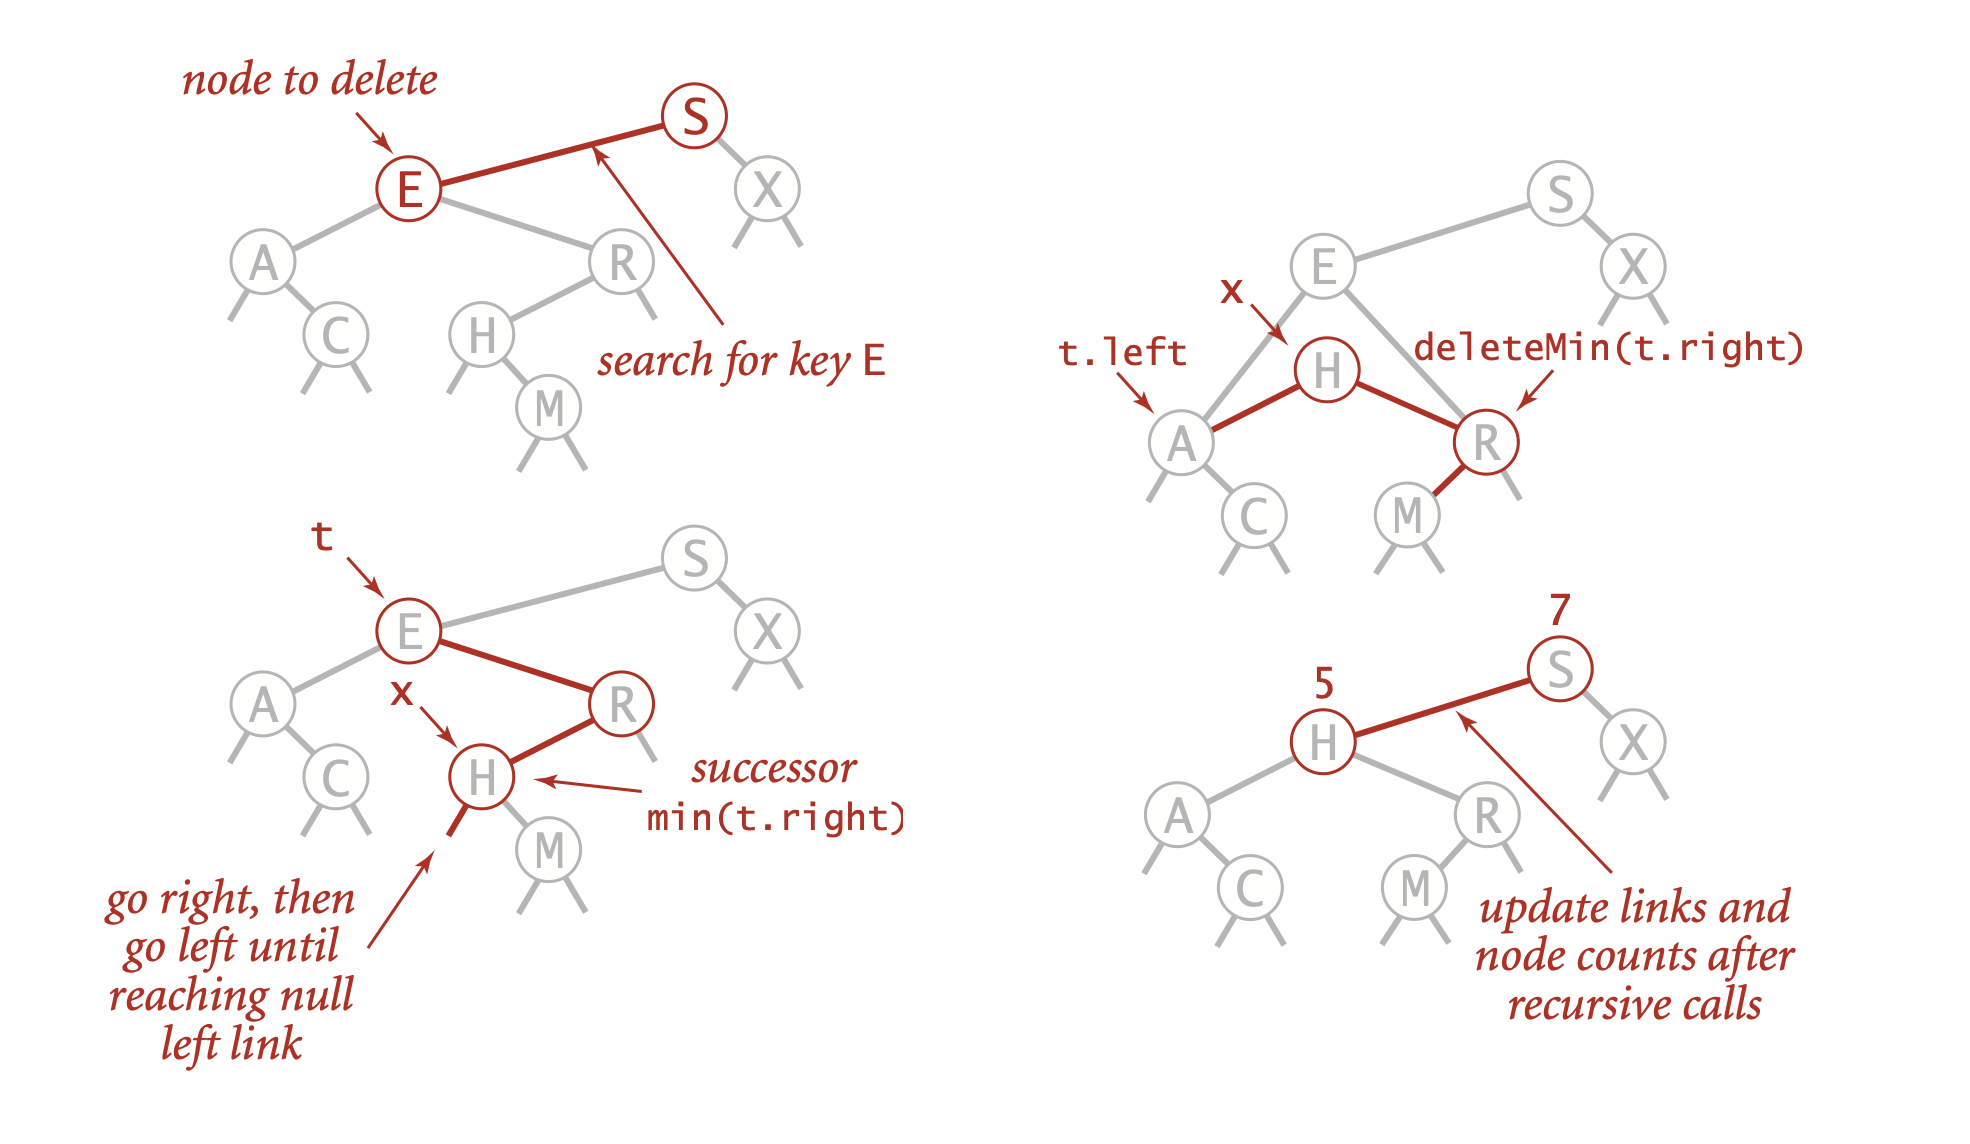 node to delete
S
E
X
A
R
C
H
M
search for key E
t
S
E
X
A
x
R
C
H
successor
min(t.right)
M
go right, then
go left until
reaching null
left link
S
E
X
x
t.left
H
deleteMin(t.right)
A
R
C
M
7
S
5
H
X
A
R
C
M
update links and
node counts after
recursive calls